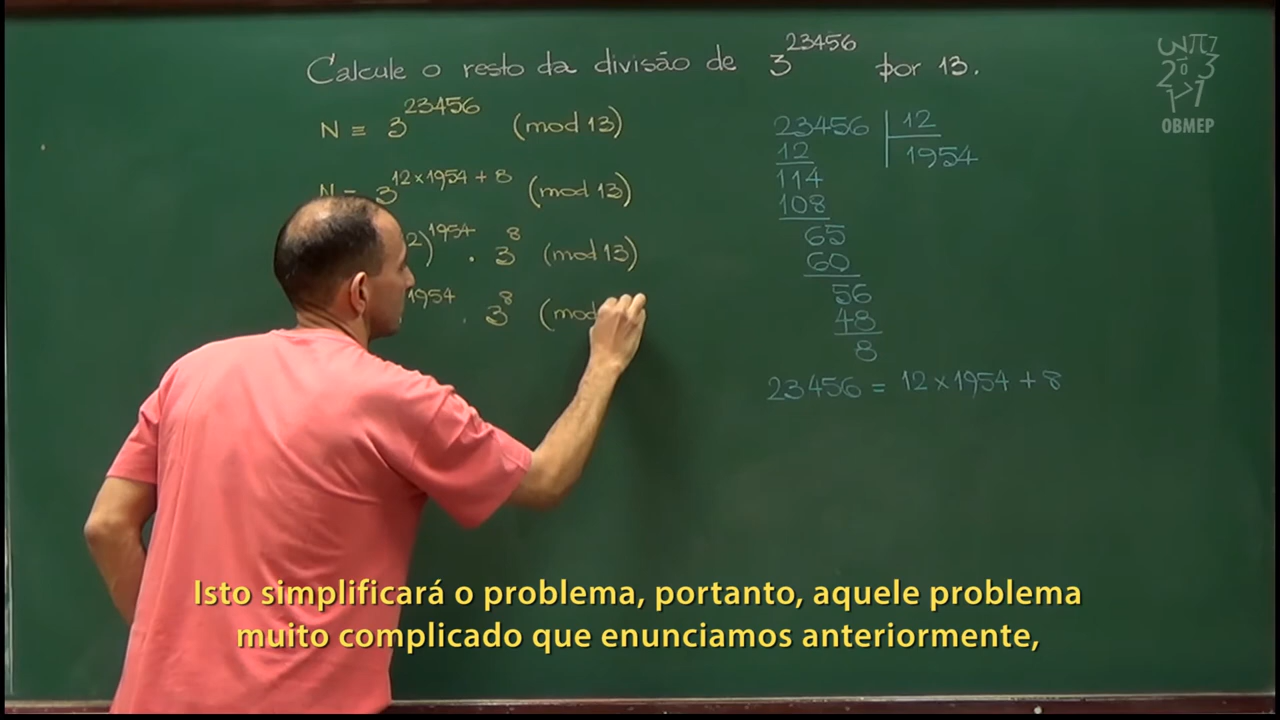 Calcule o resto da divisão de 3^23456 por 13.
N ≡ 3^23456 (mod 13)
N ≡ 3^12×1954 + 8 (mod 13)
2)^1954 · 3^8 (mod 13)
1954 · 3^8 (mod
23456 | 12
12 1954
114
108
65
60
56
48
8
23456 = 12×1954 + 8
OBMEP
Isto simplificará o problema, portanto, aquele problema
muito complicado que enunciamos anteriormente,